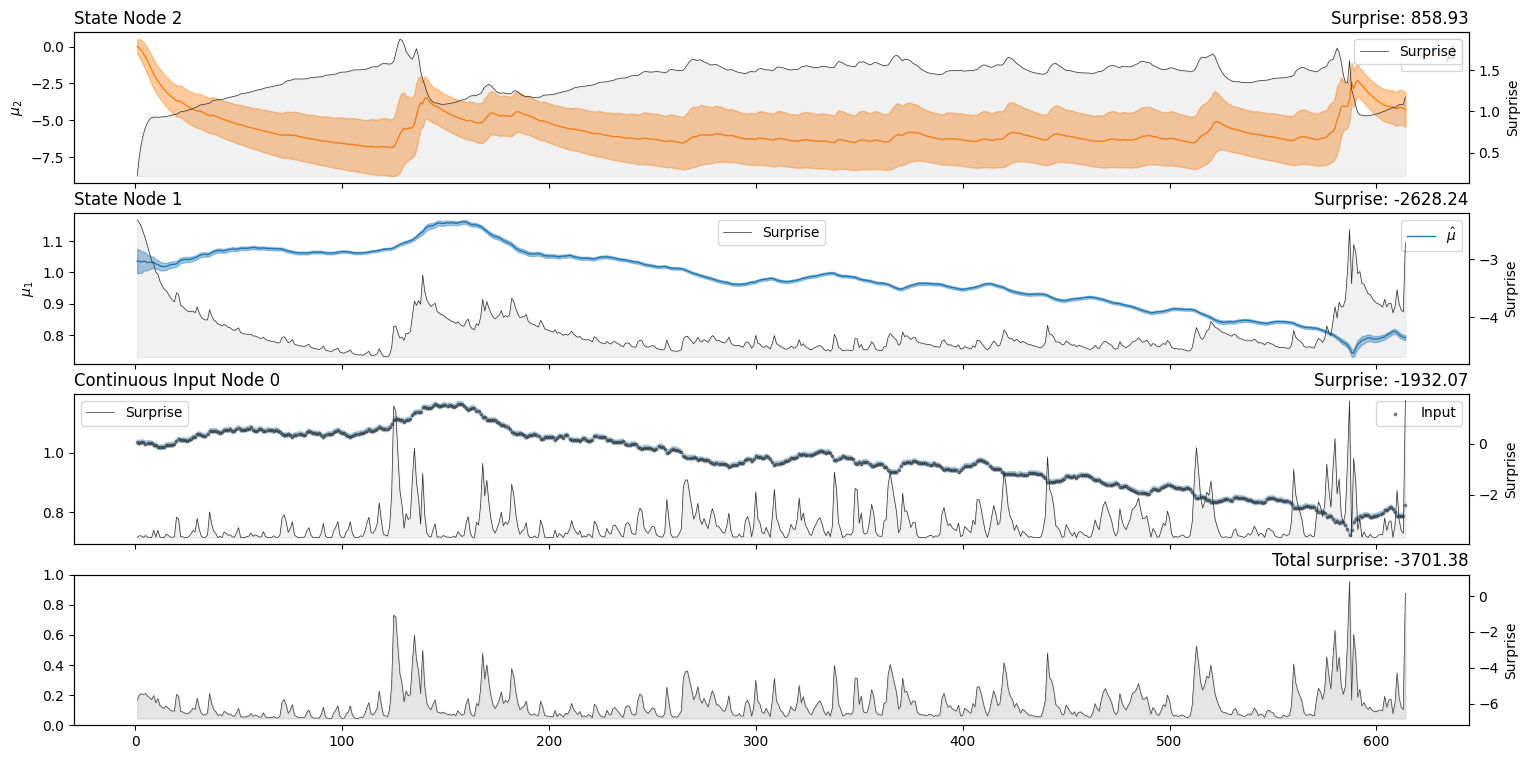 State Node 2 Surprise: 858.93
0.0
−2.5
−5.0
−7.5
μ₂
Surprise
1.5
1.0
0.5
Surprise
State Node 1 Surprise: -2628.24
1.1
1.0
0.9
0.8
μ₁
Surprise
μ̂
−3
−4
Surprise
Continuous Input Node 0 Surprise: -1932.07
1.0
0.8
Surprise
Input
0
−2
Surprise
Total surprise: -3701.38
1.0
0.8
0.6
0.4
0.2
0.0
0
−2
−4
−6
Surprise
0 100 200 300 400 500 600